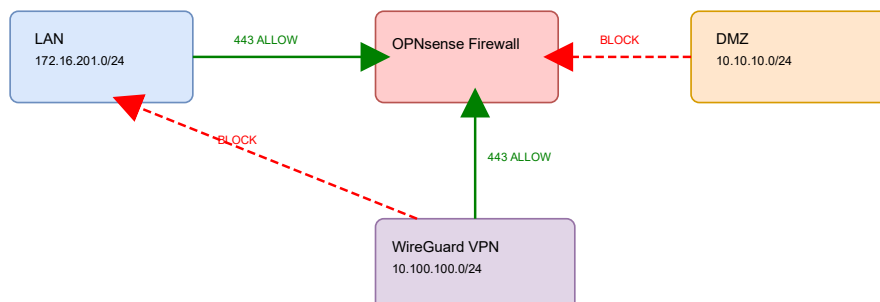 LAN
172.16.201.0/24
443 ALLOW
OPNsense Firewall
BLOCK
DMZ
10.10.10.0/24
BLOCK
443 ALLOW
WireGuard VPN
10.100.100.0/24